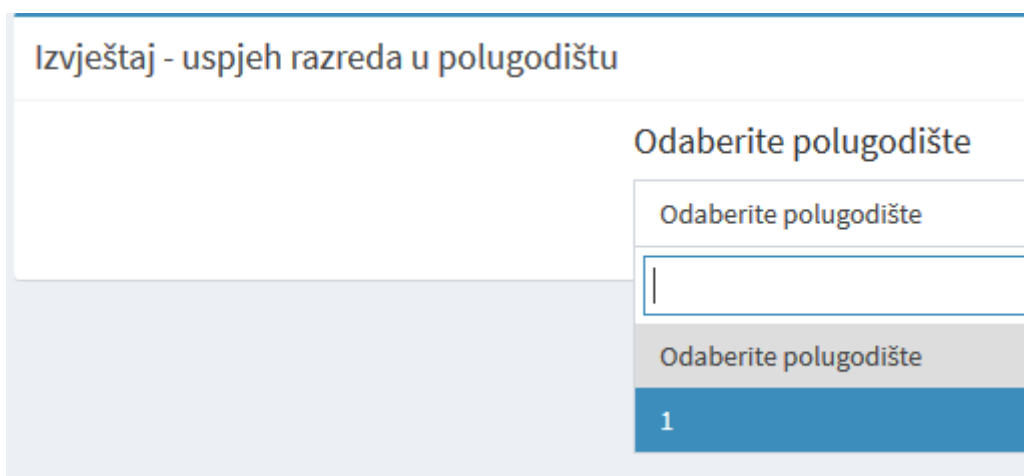 Izvještaj - uspjeh razreda u polugodištu
Odaberite polugodište
Odaberite polugodište
Odaberite polugodište
1